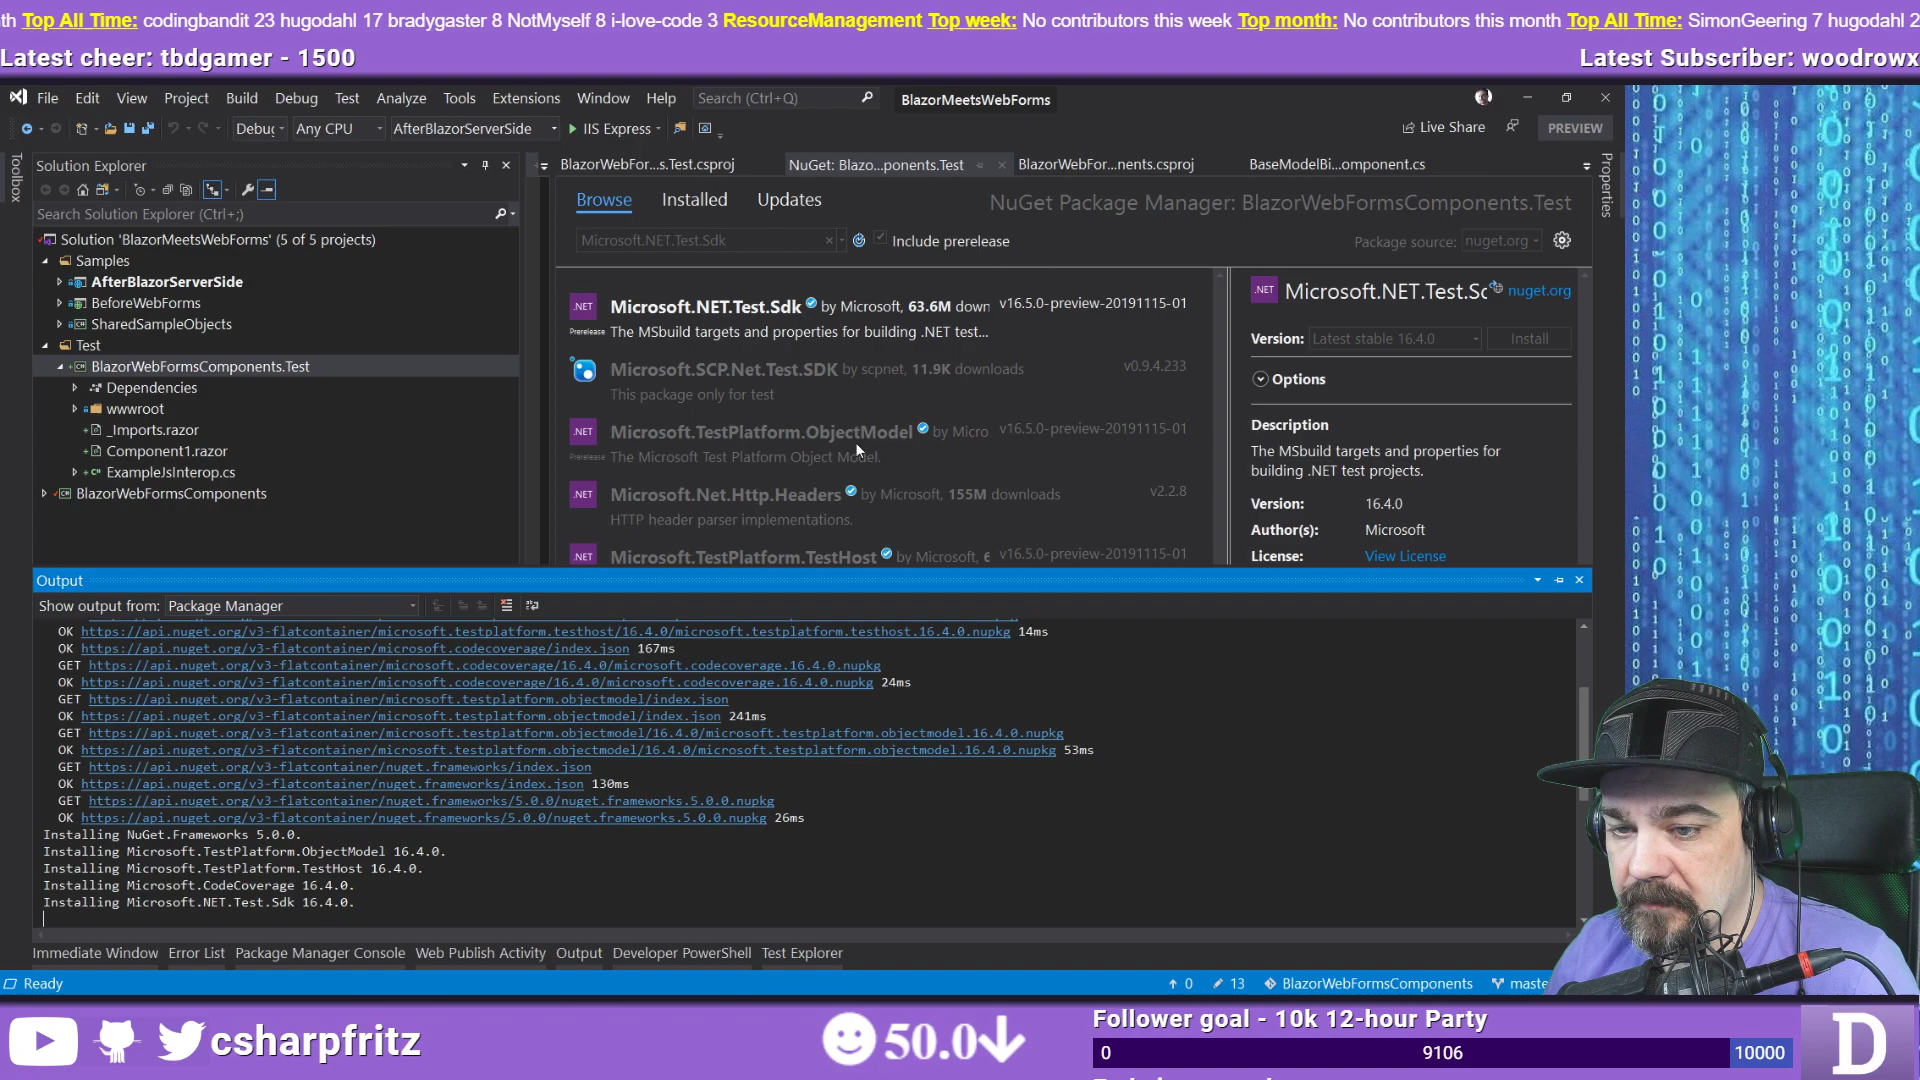 th Top All Time: codingbandit 23 hugodahl 17 bradygaster 8 NotMyself 8 i-love-code 3 ResourceManagement Top week: No contributors this week Top month: No contributors this month Top All Time: SimonGeering 7 hugodahl 2
Latest cheer: tbdgamer - 1500
Latest Subscriber: woodrowx
File Edit View Project Build Debug Test Analyze Tools Extensions Window Help Search (Ctrl+Q) BlazorMeetsWebForms
Debug Any CPU AfterBlazorServerSide IIS Express Live Share PREVIEW
Toolbox
Solution Explorer
Search Solution Explorer (Ctrl+;)
Solution 'BlazorMeetsWebForms' (5 of 5 projects)
Samples
AfterBlazorServerSide
BeforeWebForms
SharedSampleObjects
Test
BlazorWebFormsComponents.Test
Dependencies
wwwroot
_Imports.razor
Component1.razor
ExampleJsInterop.cs
BlazorWebFormsComponents
BlazorWebFor...s.Test.csproj NuGet: Blazo...ponents.Test BlazorWebFor...nents.csproj BaseModelBi...omponent.cs
Properties
Browse Installed Updates NuGet Package Manager: BlazorWebFormsComponents.Test
Microsoft.NET.Test.Sdk Include prerelease Package source: nuget.org
.NET Microsoft.NET.Test.Sdk by Microsoft, 63.6M down v16.5.0-preview-20191115-01
Prerelease The MSbuild targets and properties for building .NET test...
Microsoft.SCP.Net.Test.SDK by scpnet, 11.9K downloads v0.9.4.233
This package only for test
.NET Microsoft.TestPlatform.ObjectModel by Micro v16.5.0-preview-20191115-01
Prerelease The Microsoft Test Platform Object Model.
.NET Microsoft.Net.Http.Headers by Microsoft, 155M downloads v2.2.8
HTTP header parser implementations.
.NET Microsoft.TestPlatform.TestHost by Microsoft, 6 v16.5.0-preview-20191115-01
.NET Microsoft.NET.Test.Sc nuget.org
Version: Latest stable 16.4.0 Install
Options
Description
The MSbuild targets and properties for building .NET test projects.
Version: 16.4.0
Author(s): Microsoft
License: View License
Output
Show output from: Package Manager
OK https://api.nuget.org/v3-flatcontainer/microsoft.testplatform.testhost/16.4.0/microsoft.testplatform.testhost.16.4.0.nupkg 14ms
OK https://api.nuget.org/v3-flatcontainer/microsoft.codecoverage/index.json 167ms
GET https://api.nuget.org/v3-flatcontainer/microsoft.codecoverage/16.4.0/microsoft.codecoverage.16.4.0.nupkg
OK https://api.nuget.org/v3-flatcontainer/microsoft.codecoverage/16.4.0/microsoft.codecoverage.16.4.0.nupkg 24ms
GET https://api.nuget.org/v3-flatcontainer/microsoft.testplatform.objectmodel/index.json
OK https://api.nuget.org/v3-flatcontainer/microsoft.testplatform.objectmodel/index.json 241ms
GET https://api.nuget.org/v3-flatcontainer/microsoft.testplatform.objectmodel/16.4.0/microsoft.testplatform.objectmodel.16.4.0.nupkg
OK https://api.nuget.org/v3-flatcontainer/microsoft.testplatform.objectmodel/16.4.0/microsoft.testplatform.objectmodel.16.4.0.nupkg 53ms
GET https://api.nuget.org/v3-flatcontainer/nuget.frameworks/index.json
OK https://api.nuget.org/v3-flatcontainer/nuget.frameworks/index.json 130ms
GET https://api.nuget.org/v3-flatcontainer/nuget.frameworks/5.0.0/nuget.frameworks.5.0.0.nupkg
OK https://api.nuget.org/v3-flatcontainer/nuget.frameworks/5.0.0/nuget.frameworks.5.0.0.nupkg 26ms
Installing NuGet.Frameworks 5.0.0.
Installing Microsoft.TestPlatform.ObjectModel 16.4.0.
Installing Microsoft.TestPlatform.TestHost 16.4.0.
Installing Microsoft.CodeCoverage 16.4.0.
Installing Microsoft.NET.Test.Sdk 16.4.0.
Immediate Window Error List Package Manager Console Web Publish Activity Output Developer PowerShell Test Explorer
Ready 0 13 BlazorWebFormsComponents maste
csharpfritz
50.0
Follower goal - 10k 12-hour Party
0 9106 10000
D